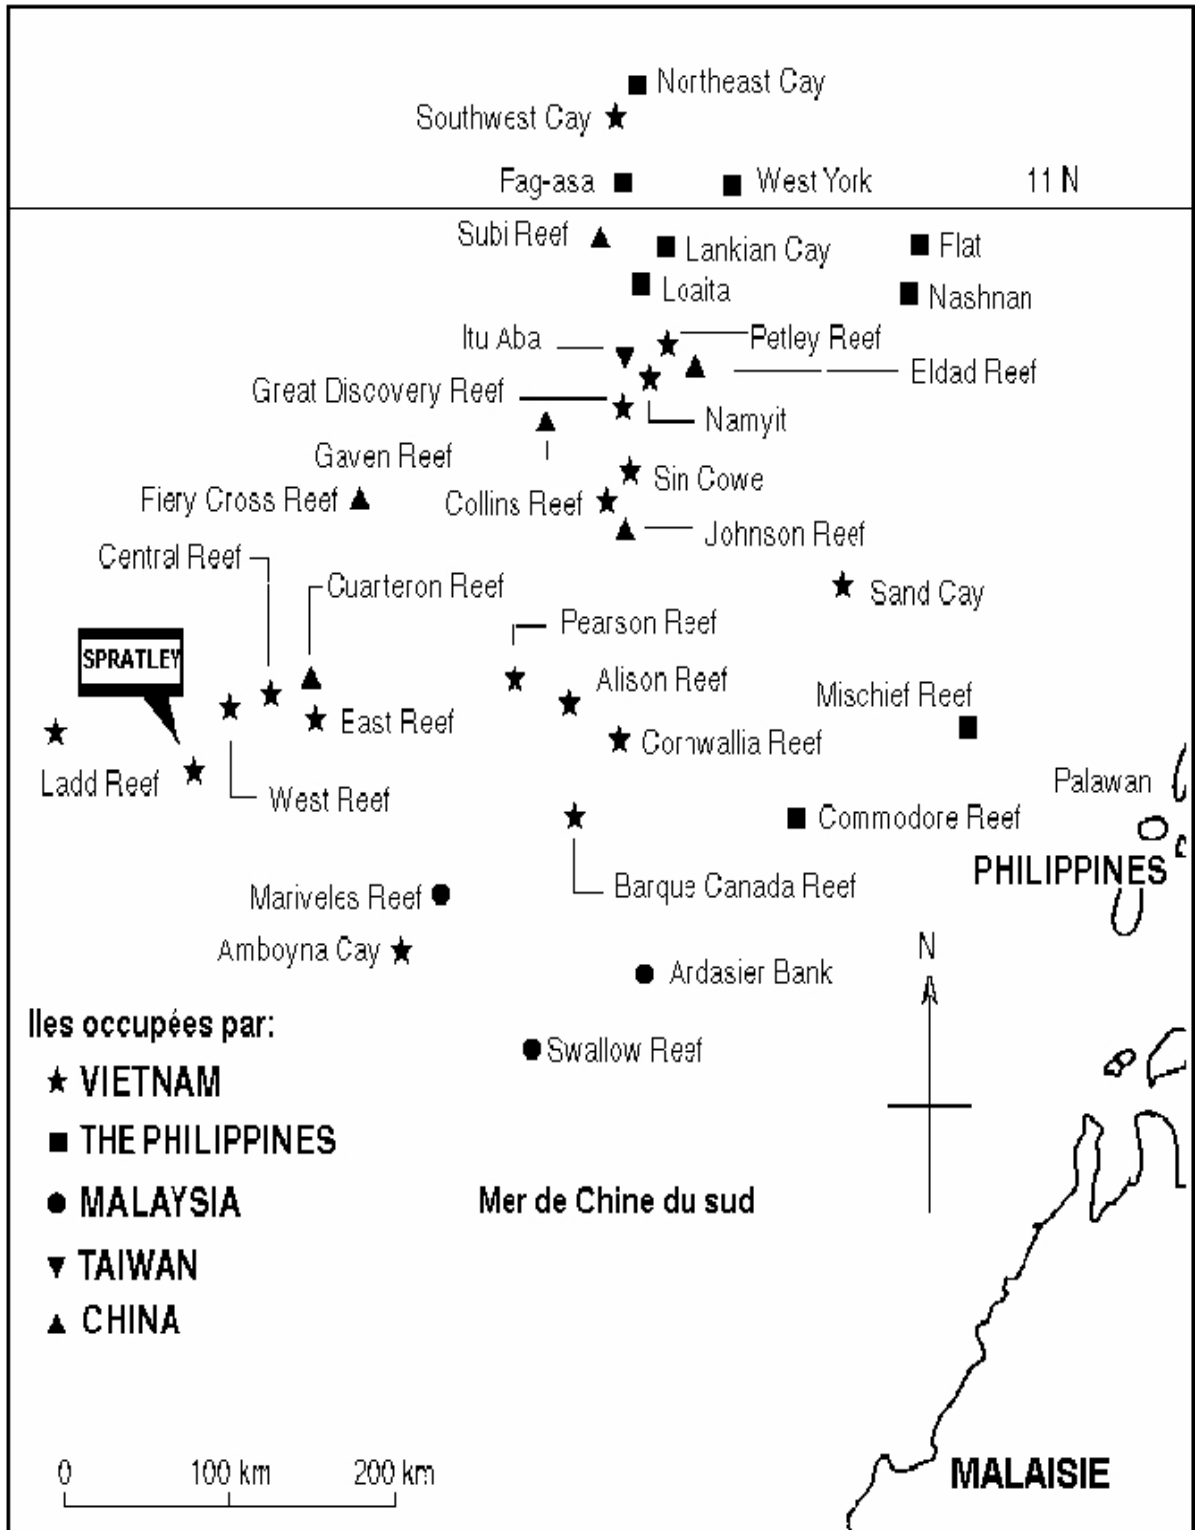 Northeast Cay
Southwest Cay
Fag-asa
West York
11 N
Subi Reef
Lankian Cay
Flat
Loaita
Nashnan
Itu Aba
Petley Reef
Eldad Reef
Great Discovery Reef
Namyit
Gaven Reef
Sin Cowe
Fiery Cross Reef
Collins Reef
Johnson Reef
Central Reef
Cuarteron Reef
Sand Cay
Pearson Reef
SPRATLEY
Alison Reef
Mischief Reef
East Reef
Cornwallia Reef
Ladd Reef
Palawan
West Reef
Commodore Reef
PHILIPPINES
Barque Canada Reef
Mariveles Reef
Amboyna Cay
N
Ardasier Bank
Iles occupées par:
Swallow Reef
VIETNAM
THE PHILIPPINES
MALAYSIA
Mer de Chine du sud
TAIWAN
CHINA
0 100 km 200 km
MALAISIE